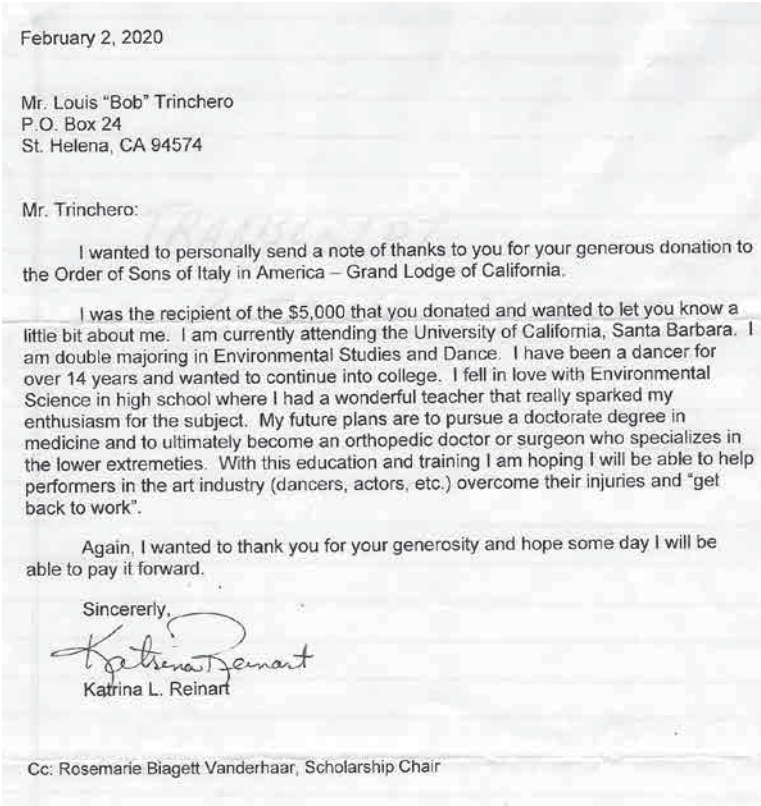 February 2, 2020
Mr. Louis “Bob” Trinchero
P.O. Box 24
St. Helena, CA 94574
Mr. Trinchero:
I wanted to personally send a note of thanks to you for your generous donation to
the Order of Sons of Italy in America – Grand Lodge of California.
I was the recipient of the $5,000 that you donated and wanted to let you know a
little bit about me. I am currently attending the University of California, Santa Barbara. I
am double majoring in Environmental Studies and Dance. I have been a dancer for
over 14 years and wanted to continue into college. I fell in love with Environmental
Science in high school where I had a wonderful teacher that really sparked my
enthusiasm for the subject. My future plans are to pursue a doctorate degree in
medicine and to ultimately become an orthopedic doctor or surgeon who specializes in
the lower extremeties. With this education and training I am hoping I will be able to help
performers in the art industry (dancers, actors, etc.) overcome their injuries and “get
back to work”.
Again, I wanted to thank you for your generosity and hope some day I will be
able to pay it forward.
Sincererly,
Katrina Reinart
Katrina L. Reinart
Cc: Rosemarie Biagett Vanderhaar, Scholarship Chair